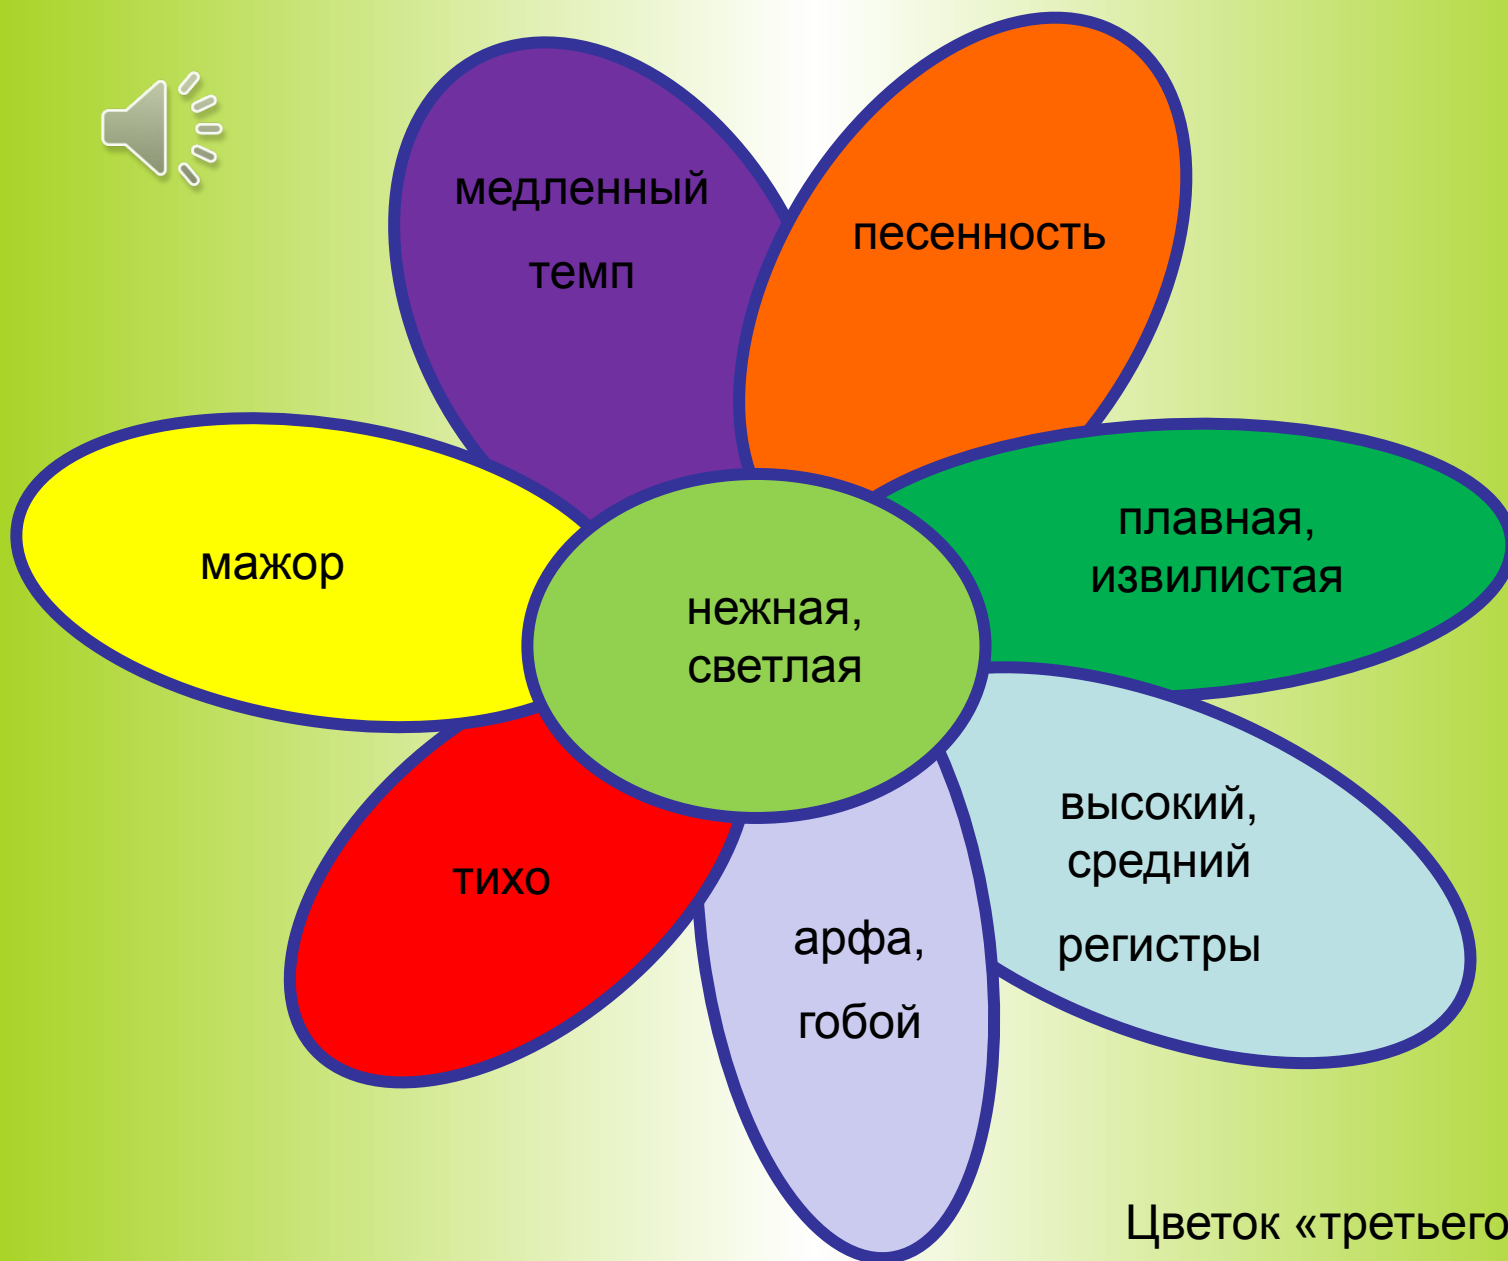 медленный
темп
песенность
плавная,
извилистая
мажор
нежная,
светлая
высокий,
средний
регистры
тихо
арфа,
гобой
Цветок «третьего